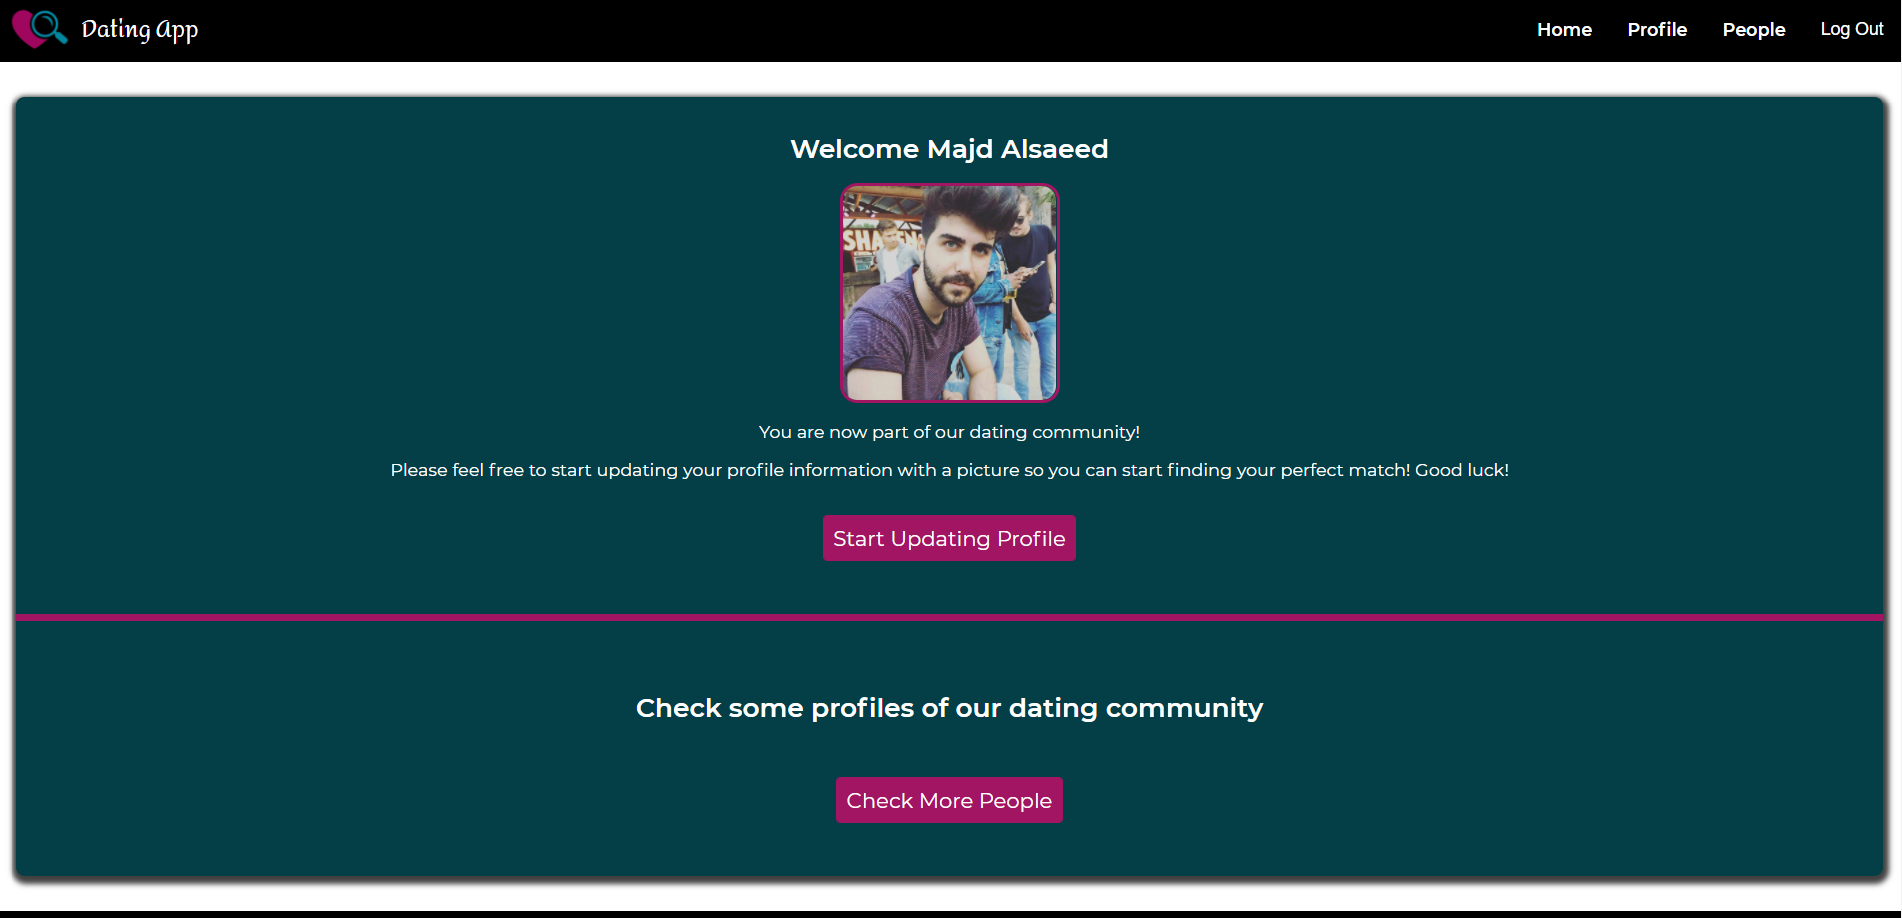 Dating App
Home Profile People Log Out
Welcome Majd Alsaeed
You are now part of our dating community!
Please feel free to start updating your profile information with a picture so you can start finding your perfect match! Good luck!
Start Updating Profile
Check some profiles of our dating community
Check More People